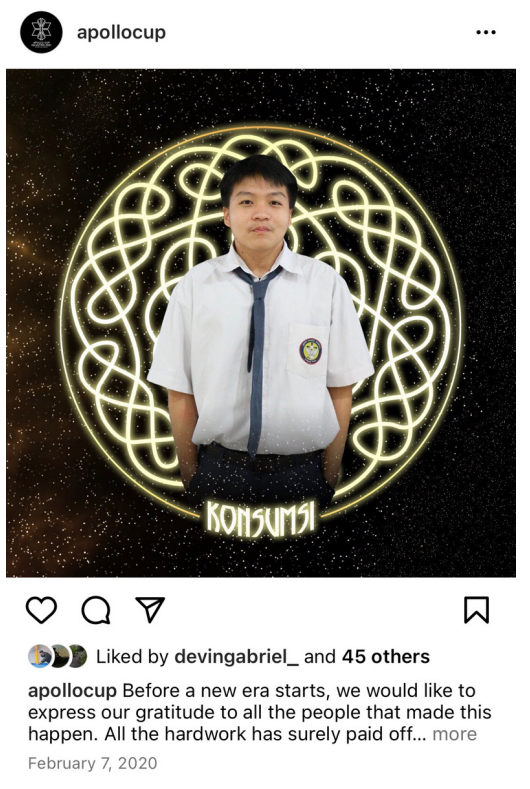 apollocup
KONSUMSI
Liked by devingabriel_ and 45 others
apollocup Before a new era starts, we would like to
express our gratitude to all the people that made this
happen. All the hardwork has surely paid off... more
February 7, 2020